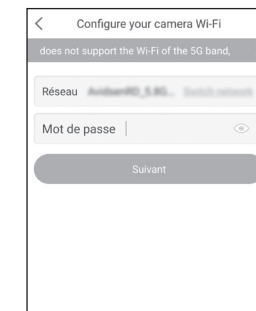 Configure your camera Wi-Fi
does not support the Wi-Fi of the 5G band,
Réseau
Mot de passe
Suivant